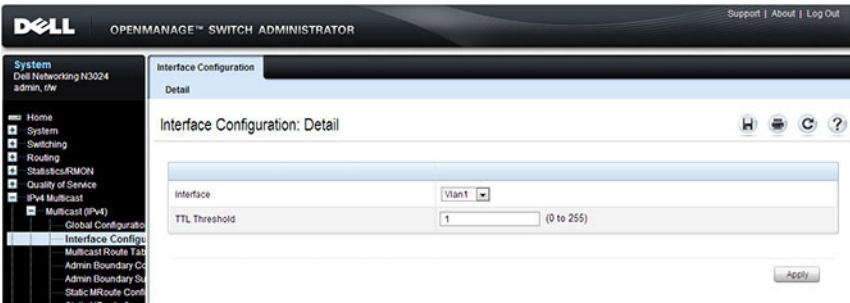 Support | About | Log Out
DELL OPENMANAGE™ SWITCH ADMINISTRATOR
System
Dell Networking N3024
admin, r/w
Home
System
Switching
Routing
Statistics/RMON
Quality of Service
IPv4 Multicast
Multicast (IPv4)
Global Configuratio
Interface Configu
Multicast Route Tab
Admin Boundary Co
Admin Boundary Su
Static MRoute Confi
Interface Configuration
Detail
Interface Configuration: Detail
Interface Vlan1
TTL Threshold 1 (0 to 255)
Apply